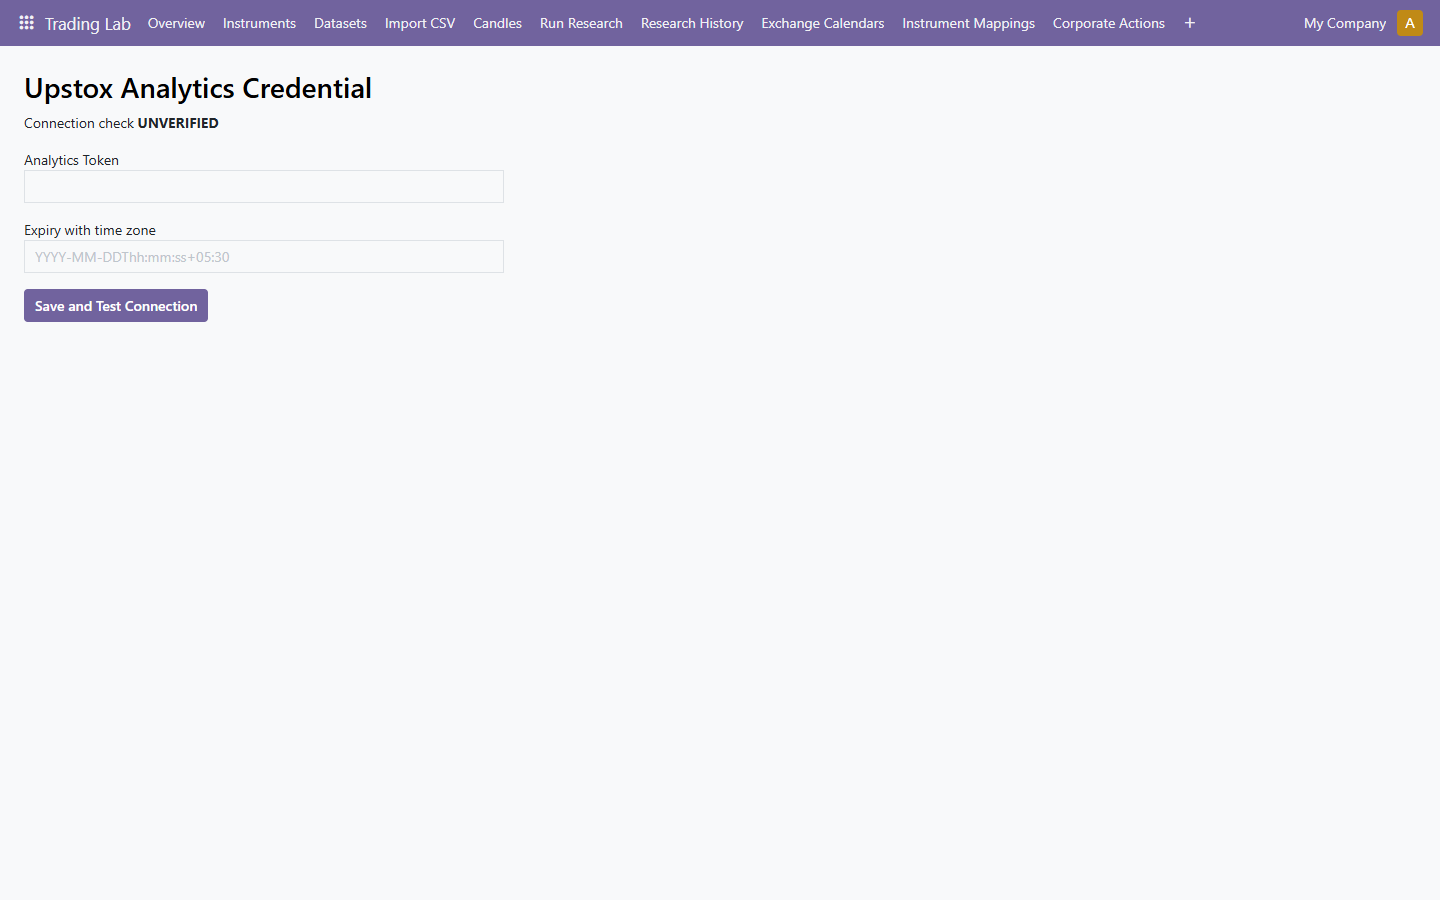 Trading Lab Overview Instruments Datasets Import CSV Candles Run Research Research History Exchange Calendars Instrument Mappings Corporate Actions + My Company A
Upstox Analytics Credential
Connection check UNVERIFIED
Analytics Token
Expiry with time zone
YYYY-MM-DDThh:mm:ss+05:30
Save and Test Connection